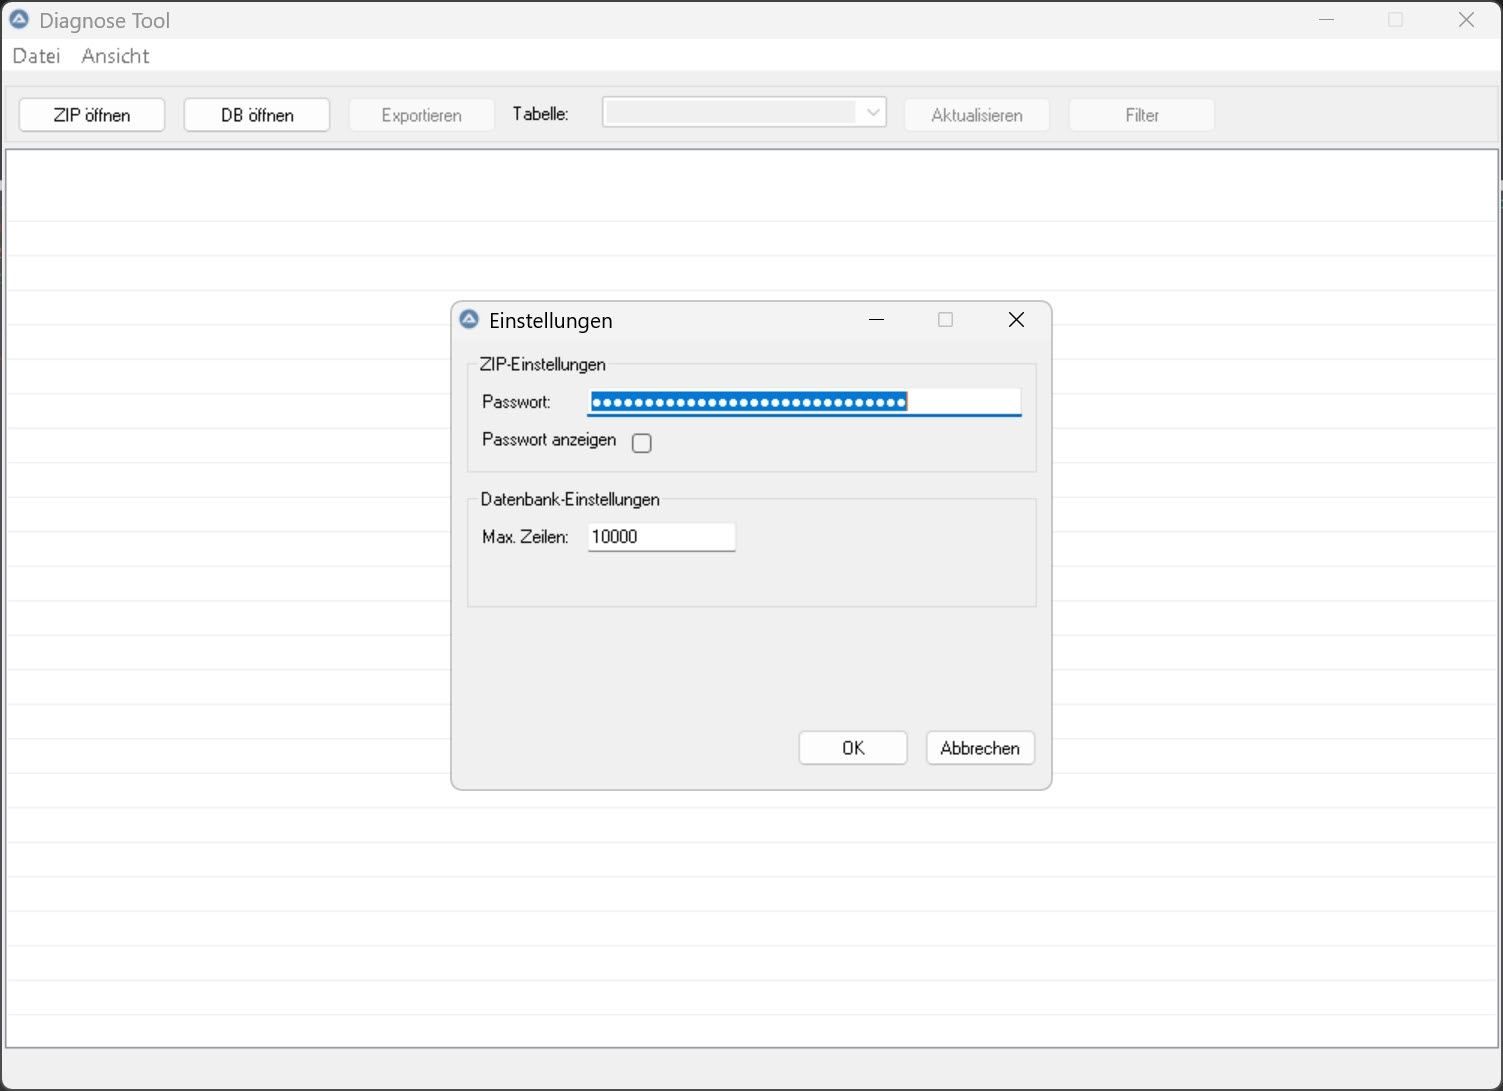 Diagnose Tool
Datei Ansicht
ZIP öffnen DB öffnen Exportieren Tabelle: Aktualisieren Filter
Einstellungen
ZIP-Einstellungen
Passwort: ●●●●●●●●●●●●●●●●●●●●●●●●●●●●●●
Passwort anzeigen
Datenbank-Einstellungen
Max. Zeilen: 10000
OK Abbrechen